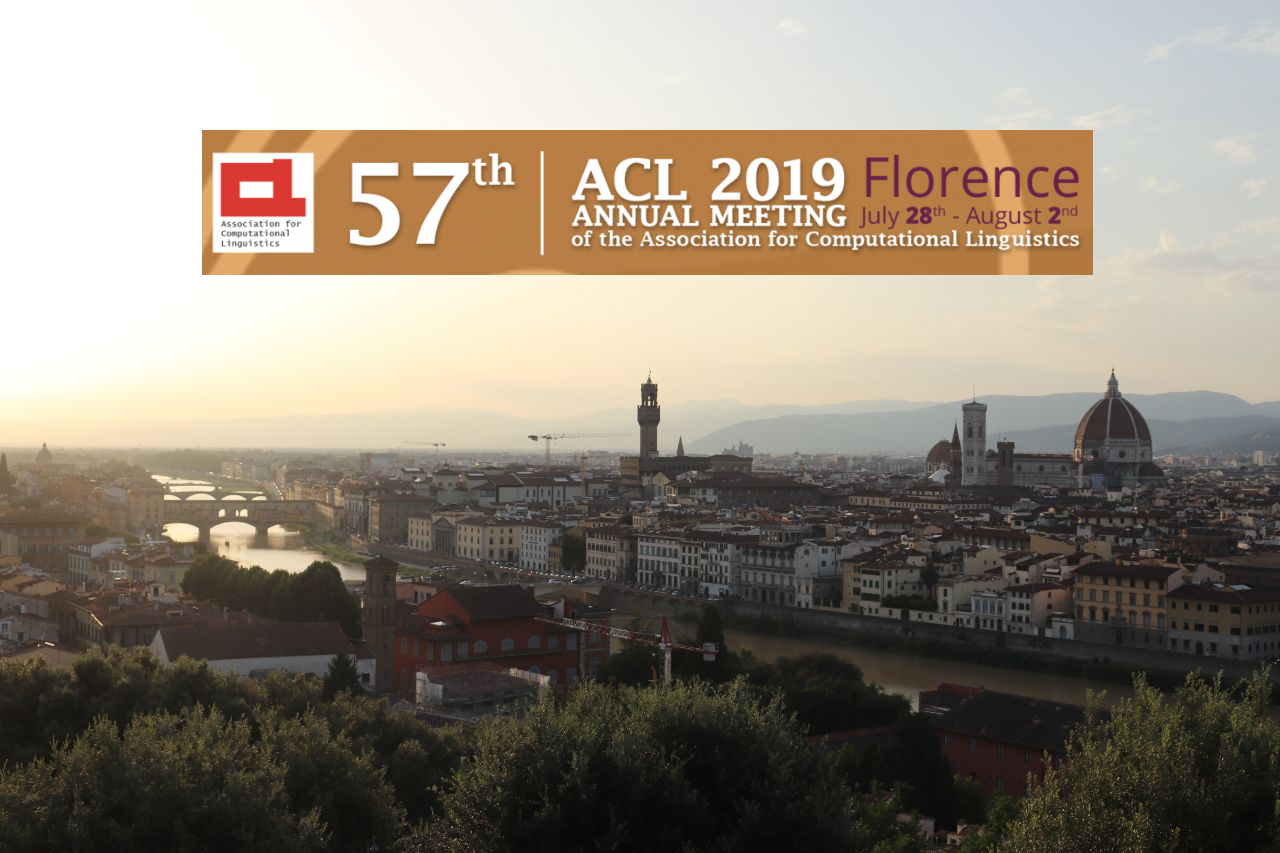 Association for
Computational
Linguistics
57th
ACL 2019
ANNUAL MEETING
of the Association for Computational Linguistics
Florence
July 28th - August 2nd